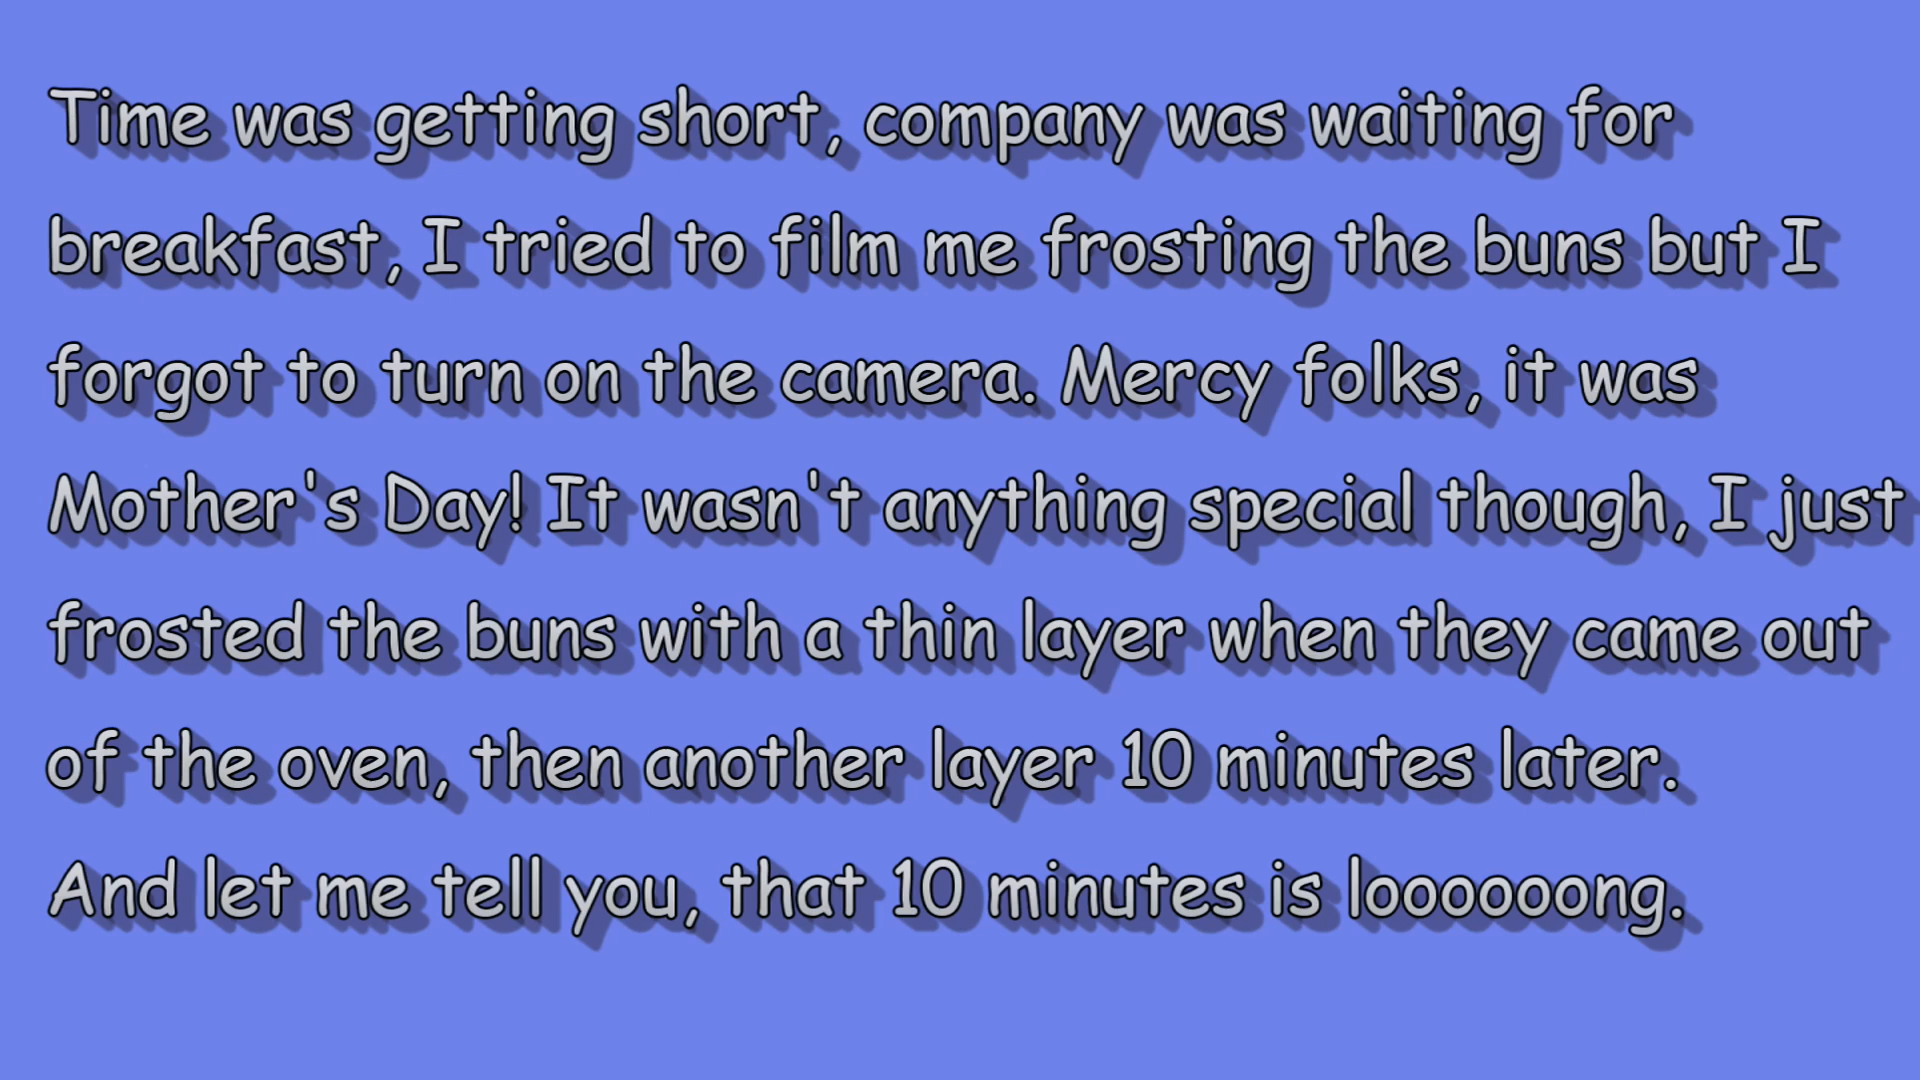 Time was getting short, company was waiting for
breakfast, I tried to film me frosting the buns but I
forgot to turn on the camera. Mercy folks, it was
Mother's Day! It wasn't anything special though, I just
frosted the buns with a thin layer when they came out
of the oven, then another layer 10 minutes later.
And let me tell you, that 10 minutes is looooooong.